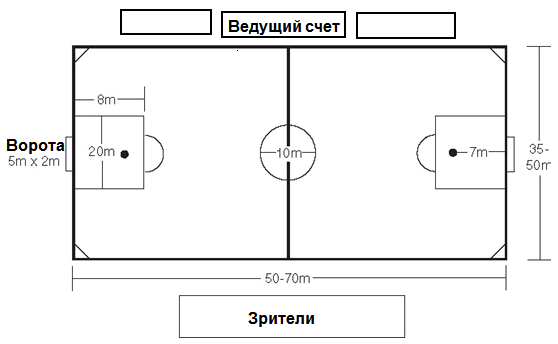 Ведущий счет
8m
Ворота
5m x 2m
20m
10m
7m
35-
50m
50-70m
Зрители